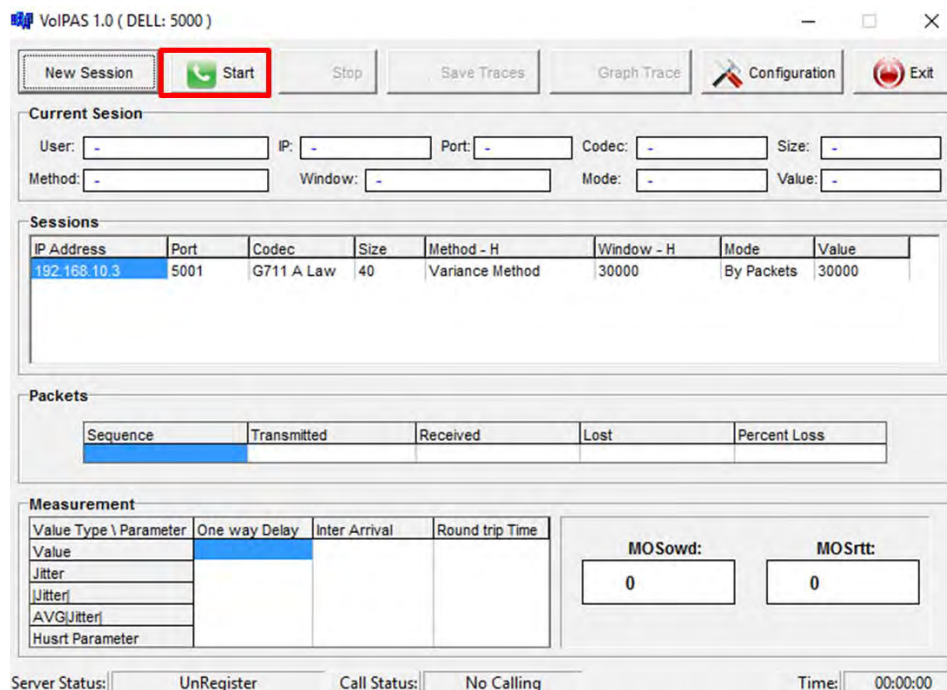 VoIPAS 1.0 ( DELL: 5000 )
New Session Start Stop Save Traces Graph Trace Configuration Exit
Current Sesion
User: - IP: - Port: - Codec: - Size: -
Method: - Window: - Mode: - Value: -
Sessions
IP Address Port Codec Size Method - H Window - H Mode Value
192.168.10.3 5001 G711 A Law 40 Variance Method 30000 By Packets 30000
Packets
Sequence Transmitted Received Lost Percent Loss
Measurement
Value Type \ Parameter One way Delay Inter Arrival Round trip Time
Value
Jitter
|Jitter|
AVG|Jitter|
Husrt Parameter
MOSowd: MOSrtt:
0 0
Server Status: UnRegister Call Status: No Calling Time: 00:00:00